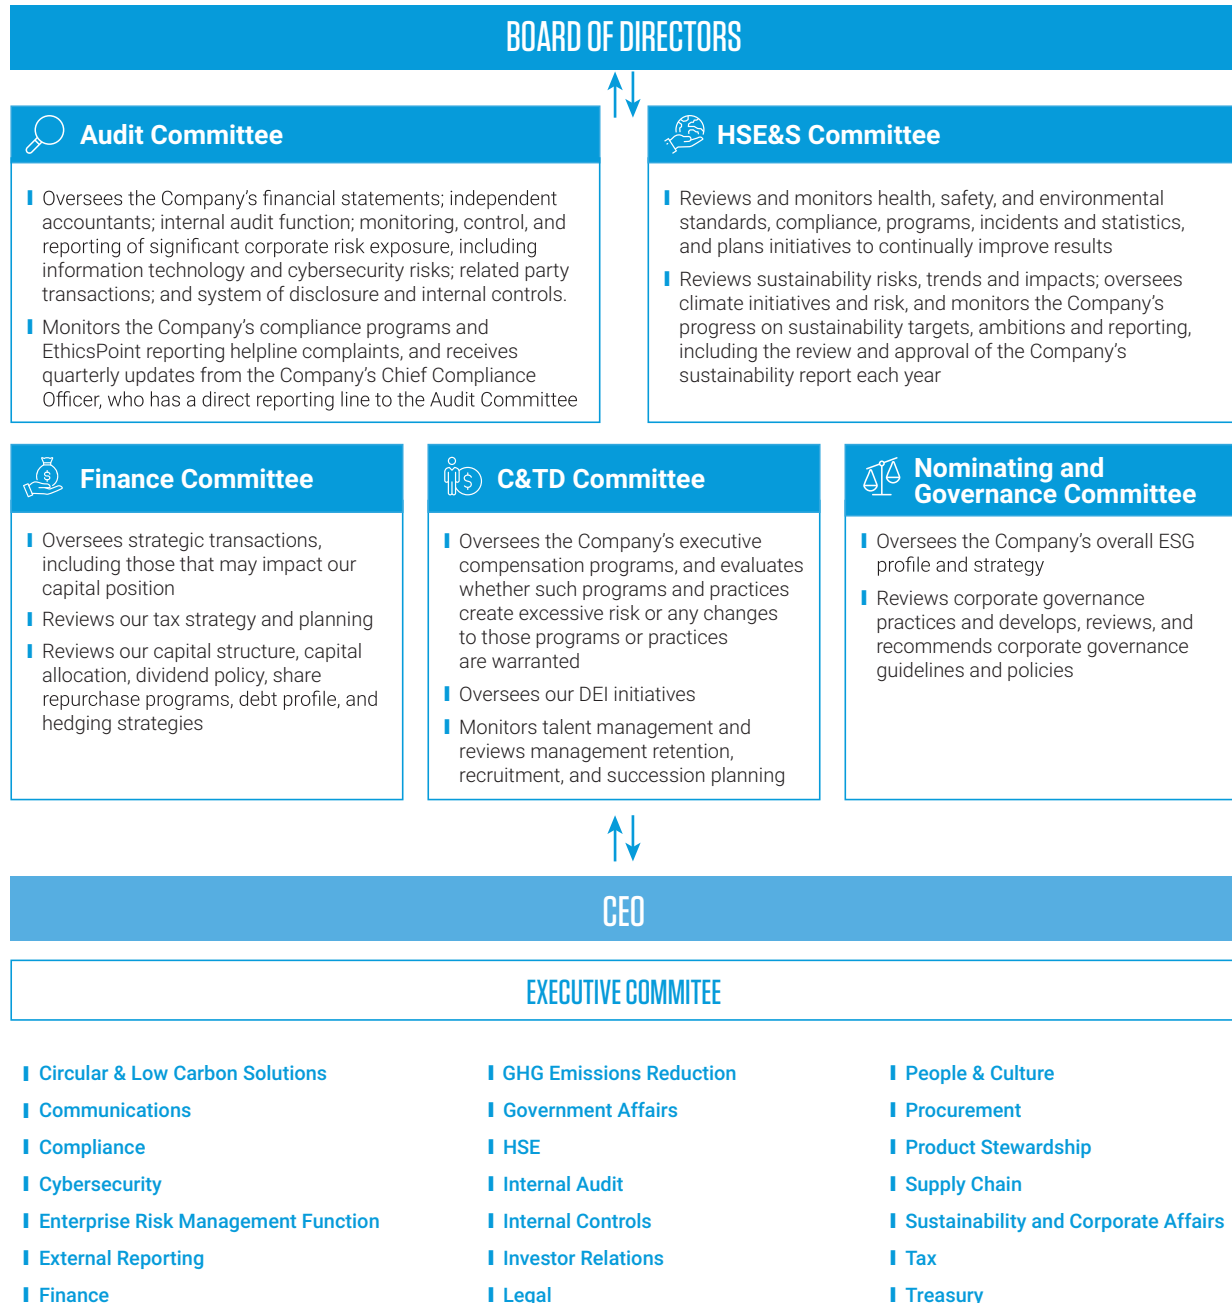 BOARD OF DIRECTORS
Audit Committee
Oversees the Company’s financial statements; independent
accountants; internal audit function; monitoring, control, and
reporting of significant corporate risk exposure, including
information technology and cybersecurity risks; related party
transactions; and system of disclosure and internal controls.
Monitors the Company’s compliance programs and
EthicsPoint reporting helpline complaints, and receives
quarterly updates from the Company’s Chief Compliance
Officer, who has a direct reporting line to the Audit Committee
HSE&S Committee
Reviews and monitors health, safety, and environmental
standards, compliance, programs, incidents and statistics,
and plans initiatives to continually improve results
Reviews sustainability risks, trends and impacts; oversees
climate initiatives and risk, and monitors the Company’s
progress on sustainability targets, ambitions and reporting,
including the review and approval of the Company’s
sustainability report each year
Finance Committee
Oversees strategic transactions,
including those that may impact our
capital position
Reviews our tax strategy and planning
Reviews our capital structure, capital
allocation, dividend policy, share
repurchase programs, debt profile, and
hedging strategies
C&TD Committee
Oversees the Company’s executive
compensation programs, and evaluates
whether such programs and practices
create excessive risk or any changes
to those programs or practices
are warranted
Oversees our DEI initiatives
Monitors talent management and
reviews management retention,
recruitment, and succession planning
Nominating and
Governance Committee
Oversees the Company’s overall ESG
profile and strategy
Reviews corporate governance
practices and develops, reviews, and
recommends corporate governance
guidelines and policies
CEO
EXECUTIVE COMMITEE
Circular & Low Carbon Solutions
Communications
Compliance
Cybersecurity
Enterprise Risk Management Function
External Reporting
Finance
GHG Emissions Reduction
Government Affairs
HSE
Internal Audit
Internal Controls
Investor Relations
Legal
People & Culture
Procurement
Product Stewardship
Supply Chain
Sustainability and Corporate Affairs
Tax
Treasury